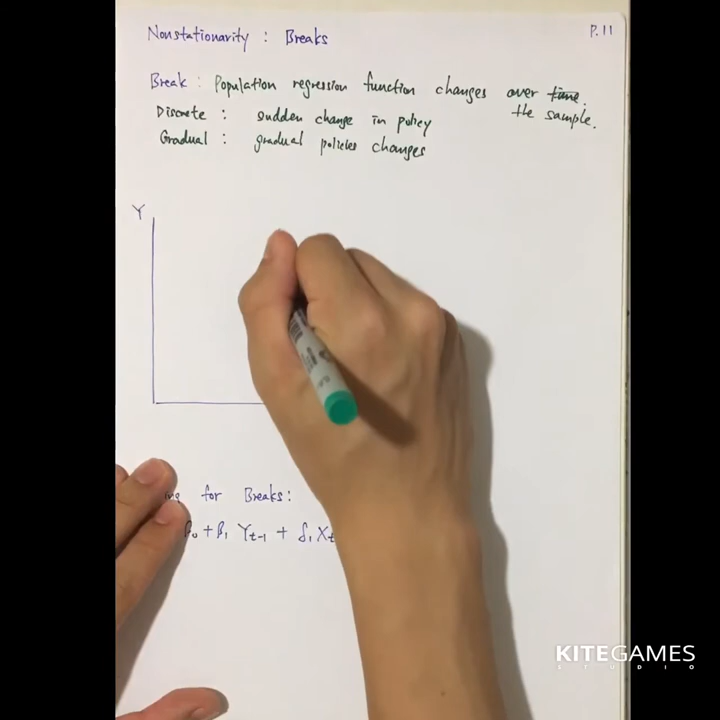 Nonstationarity : Breaks
P.11
Break : Population regression function changes over time.
the sample.
Discrete : sudden change in policy
Gradual : gradual policies changes
Y
for Breaks:
β₀ + β₁ Yt-1 + δ₁ Xt
KITEGAMES
STUDIO